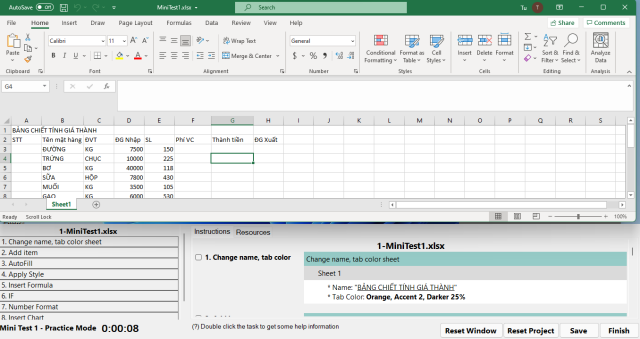 AutoSave Off MiniTest1.xlsx Search Tu T
File Home Insert Draw Page Layout Formulas Data Review View Help Share Comments
Paste Calibri 11 A A Wrap Text General Conditional Formatting Format as Table Cell Styles Insert Delete Format Sort & Filter Find & Select Analyze Data
B I U Merge & Center $ %
Clipboard Font Alignment Number Styles Cells Editing Analysis
G4 fx
A B C D E F G H I J K L M N O P Q
1 BẢNG CHIẾT TÍNH GIÁ THÀNH
2 STT Tên mặt hàng ĐVT ĐG Nhập SL Phí VC Thành tiền ĐG Xuất
3 ĐƯỜNG KG 7500 150
4 TRỨNG CHỤC 10000 225
5 BƠ KG 40000 118
6 SỮA HỘP 7800 430
7 MUỐI KG 3500 105
8 GẠO KG 6000 530
Sheet1
Ready Scroll Lock 100%
1-MiniTest1.xlsx
1. Change name, tab color sheet
2. Add item
3. AutoFill
4. Apply Style
5. Insert Formula
6. IF
7. Number Format
8. Insert Chart
Mini Test 1 - Practice Mode 0:00:08
Instructions Resources
1-MiniTest1.xlsx
1. Change name, tab color
Change name, tab color sheet
Sheet 1
* Name: "BẢNG CHIẾT TÍNH GIÁ THÀNH"
* Tab Color: Orange, Accent 2, Darker 25%
(?) Double click the task to get some help information
Reset Window Reset Project Save Finish